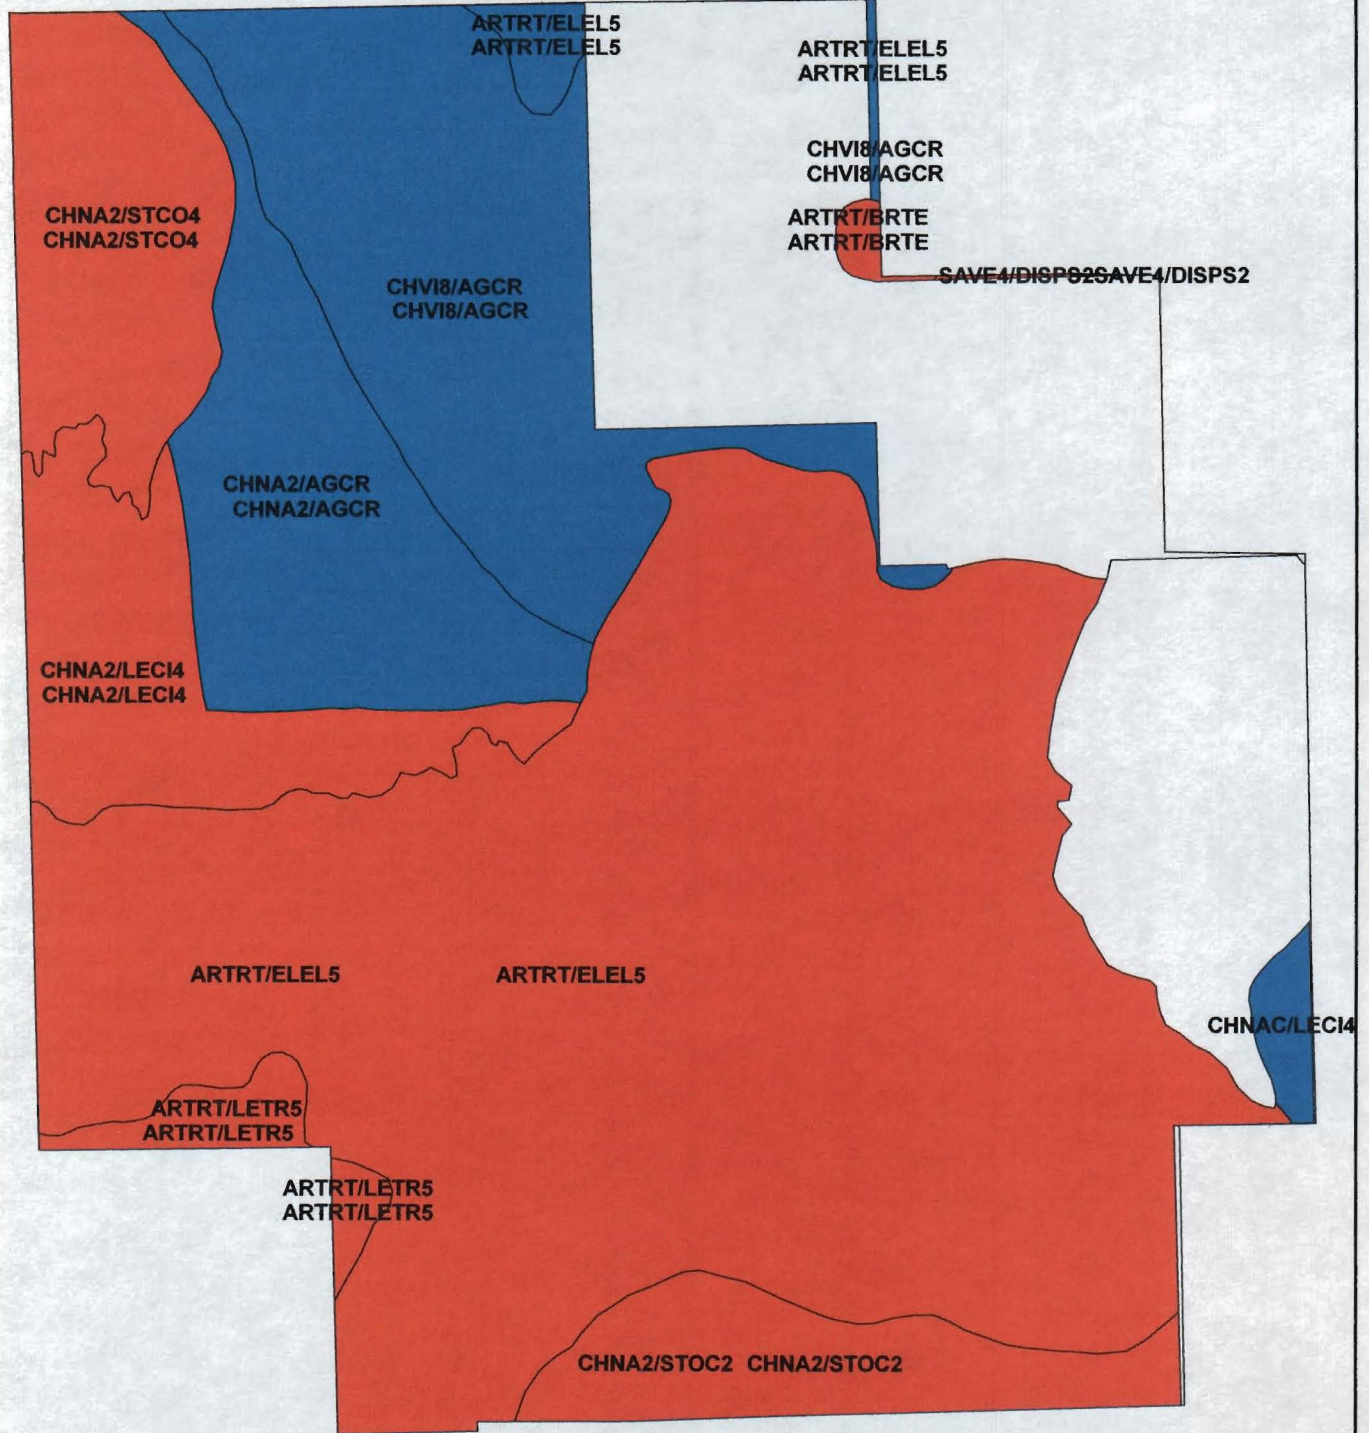 ARTRT/ELEL5
ARTRT/ELEL5
ARTRT/ELEL5
ARTRT/ELEL5
CHVI8/AGCR
CHVI8/AGCR
CHNA2/STCO4
CHNA2/STCO4
ARTRT/BRTE
ARTRT/BRTE
SAVE4/DISPS2SAVE4/DISPS2
CHVI8/AGCR
CHVI8/AGCR
CHNA2/AGCR
CHNA2/AGCR
CHNA2/LECI4
CHNA2/LECI4
ARTRT/ELEL5 ARTRT/ELEL5
CHNAC/LECI4
ARTRT/LETR5
ARTRT/LETR5
ARTRT/LETR5
ARTRT/LETR5
CHNA2/STOC2 CHNA2/STOC2